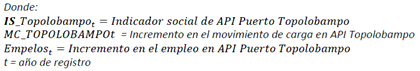 Donde:
IS_Topolobampo_t = Indicador social de API Puerto Topolobampo
MC_TOPOLOBAMPOt = Incremento en el movimiento de carga en API Topolobampo
Empelos_t = Incremento en el empleo en API Puerto Topolobampo
t = año de registro